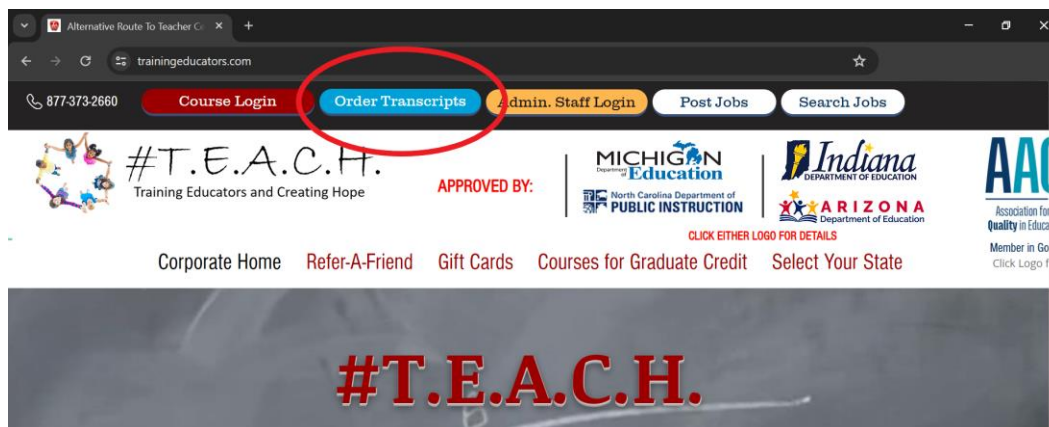 Alternative Route To Teacher Ce
trainingeducators.com
877-373-2660 Course Login Order Transcripts Admin. Staff Login Post Jobs Search Jobs
#T.E.A.C.H.
Training Educators and Creating Hope
APPROVED BY:
MICHIGAN
Department of Education
North Carolina Department of
PUBLIC INSTRUCTION
Indiana
DEPARTMENT OF EDUCATION
ARIZONA
Department of Education
CLICK EITHER LOGO FOR DETAILS
AAQ
Association for
Quality in Educa
Member in Go
Click Logo f
Corporate Home Refer-A-Friend Gift Cards Courses for Graduate Credit Select Your State
#T.E.A.C.H.